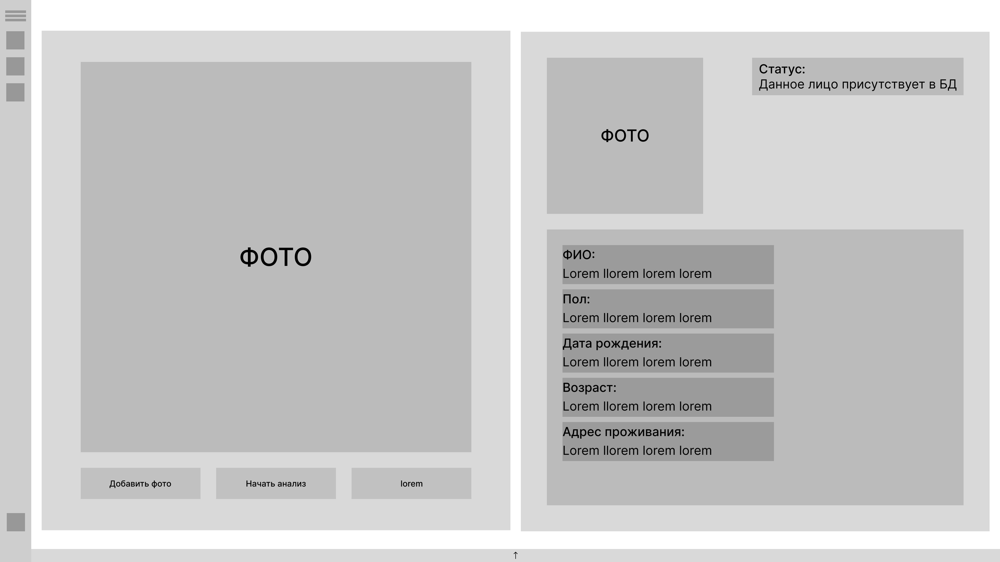 ФОТО
Добавить фото
Начать анализ
lorem
ФОТО
Статус:
Данное лицо присутствует в БД
ФИО:
Lorem llorem lorem lorem
Пол:
Lorem llorem lorem lorem
Дата рождения:
Lorem llorem lorem lorem
Возраст:
Lorem llorem lorem lorem
Адрес проживания:
Lorem llorem lorem lorem
↑